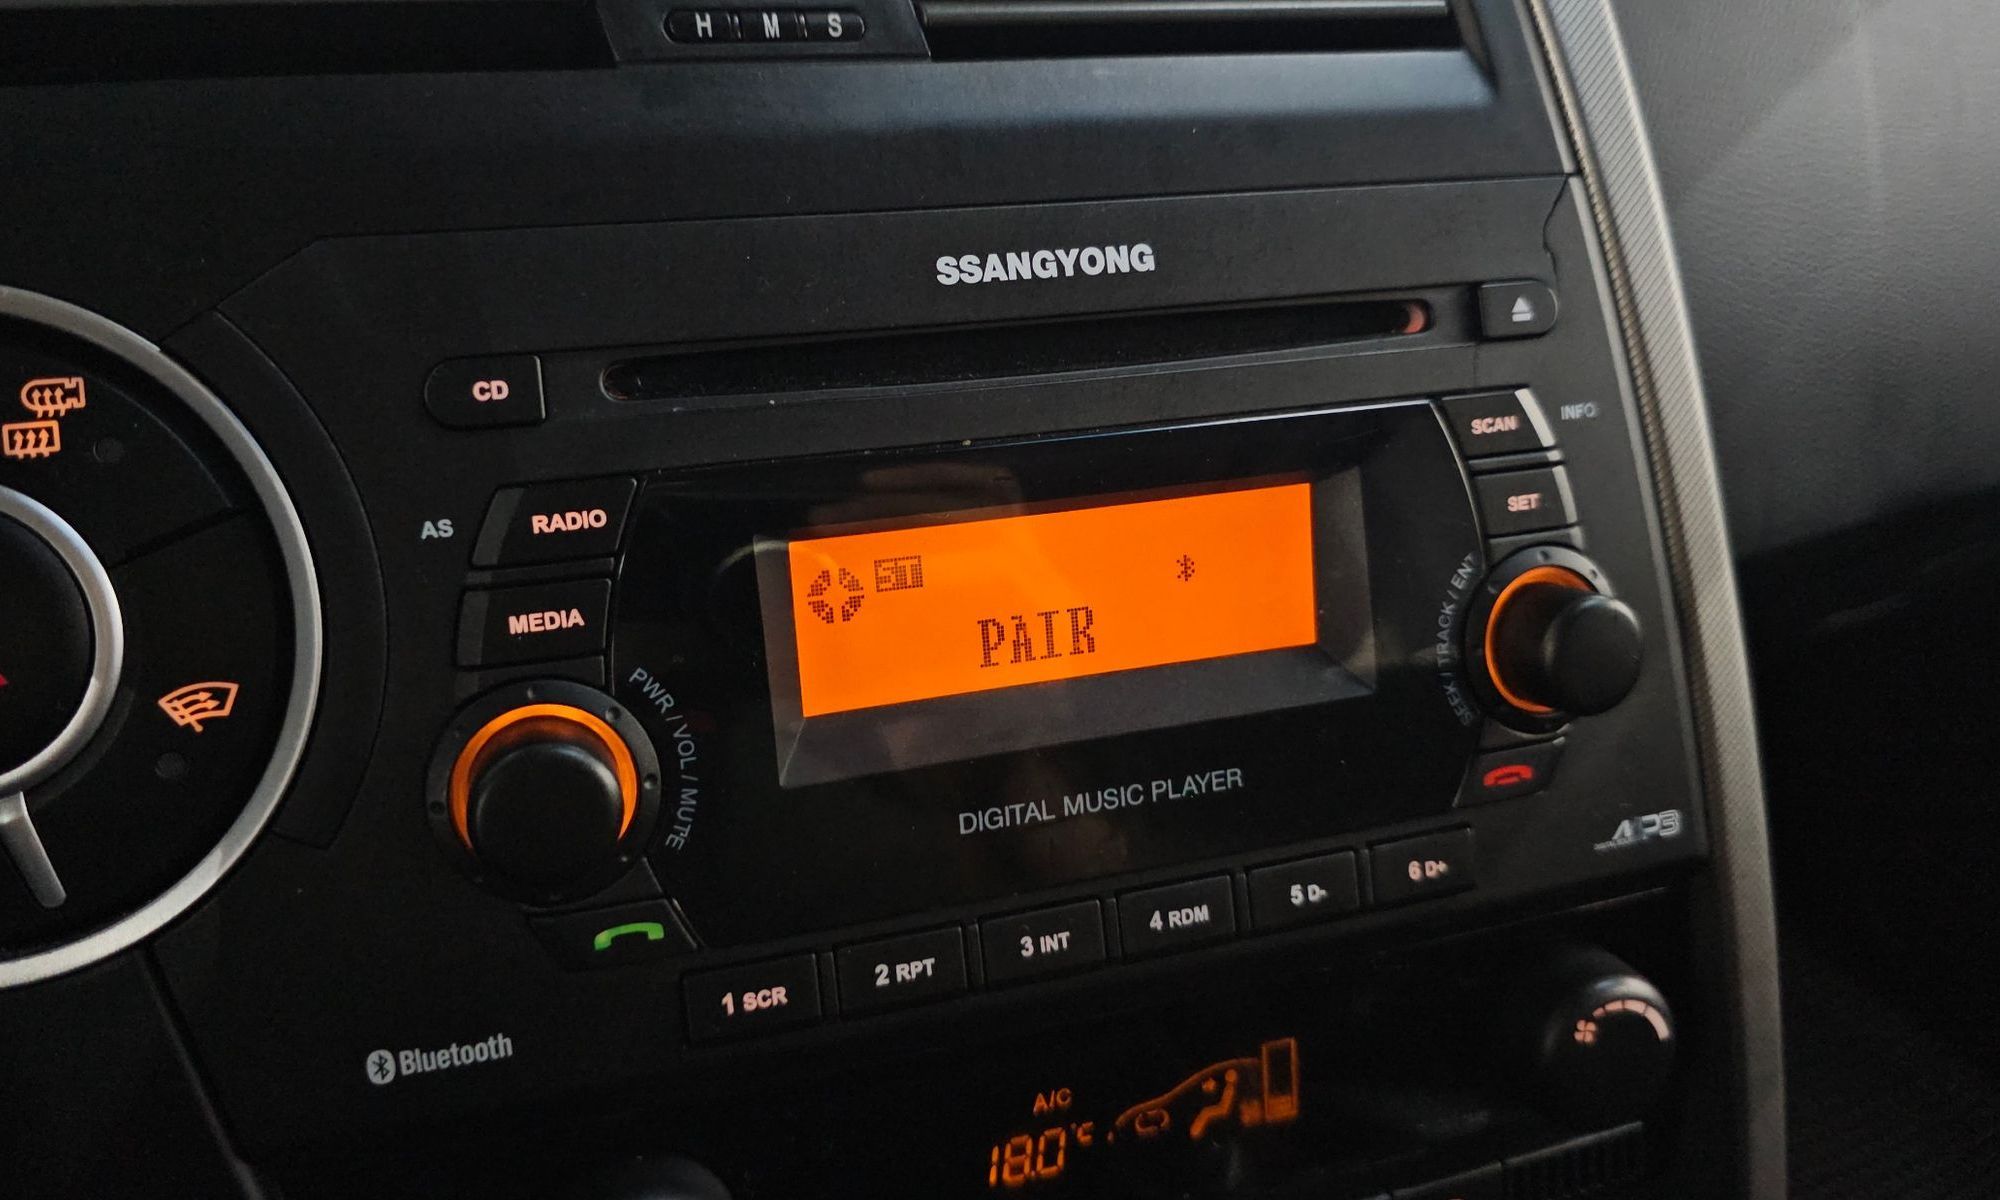 H M S
SSANGYONG
CD
SCAN
INFO
SET
AS
RADIO
MEDIA
ST
PAIR
PWR / VOL / MUTE
SEEK / TRACK / ENT
DIGITAL MUSIC PLAYER
MP3
1 SCR
2 RPT
3 INT
4 RDM
5 D-
6 D+
Bluetooth
A/C
18.0°C